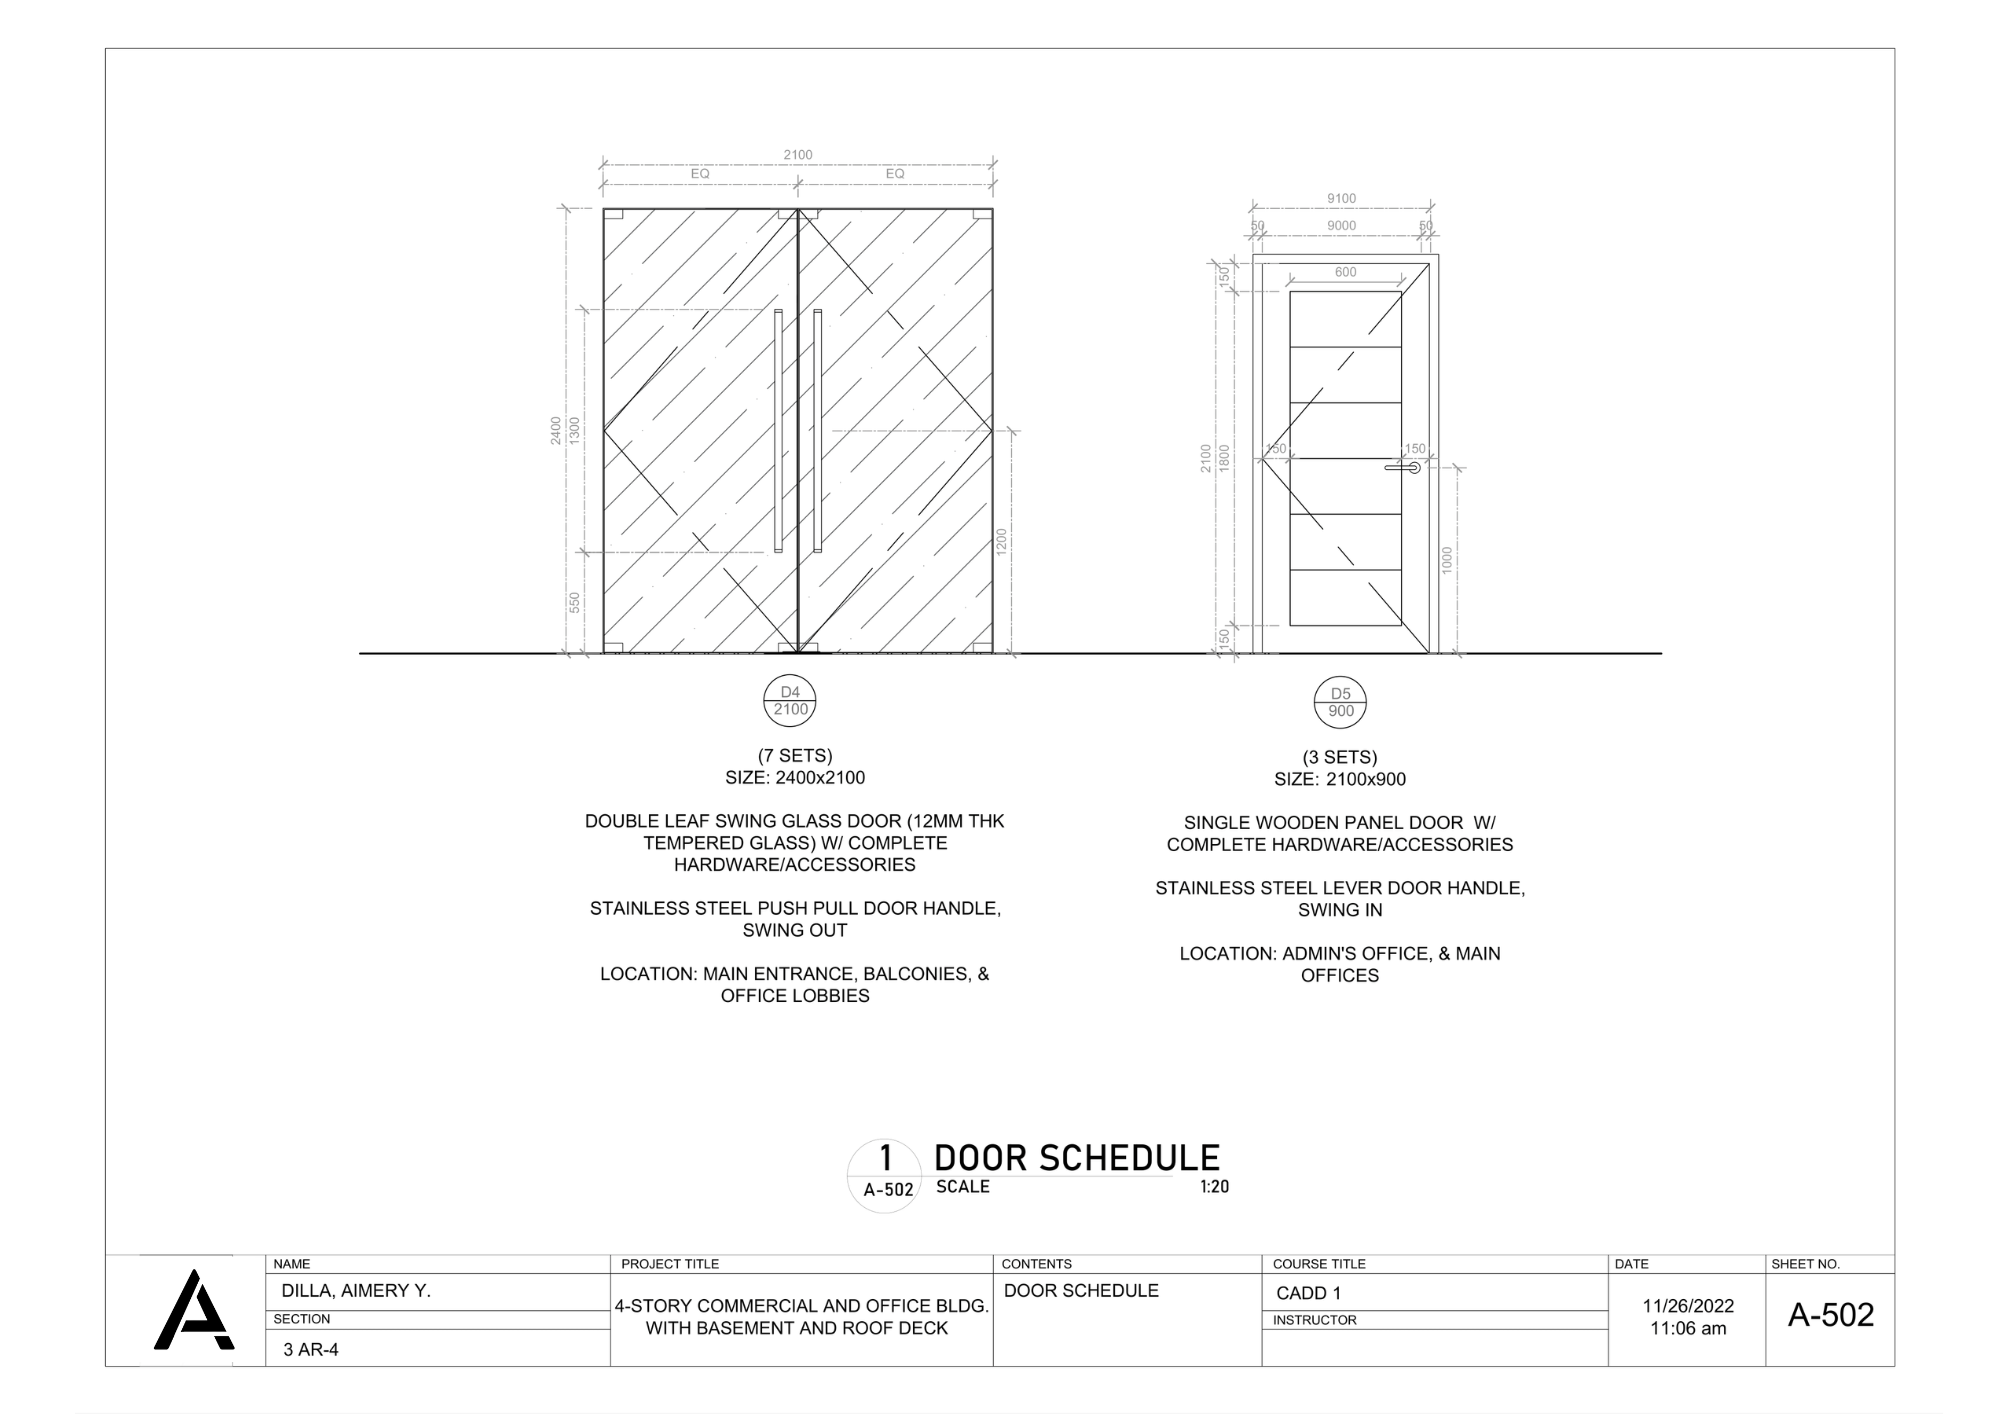 2100
EQ
EQ
2400
1300
550
1200
9100
50
9000
50
600
150
2100
1800
150
150
150
1000
D4
2100
(7 SETS)
SIZE: 2400x2100
DOUBLE LEAF SWING GLASS DOOR (12MM THK
TEMPERED GLASS) W/ COMPLETE
HARDWARE/ACCESSORIES
STAINLESS STEEL PUSH PULL DOOR HANDLE,
SWING OUT
LOCATION: MAIN ENTRANCE, BALCONIES, &
OFFICE LOBBIES
D5
900
(3 SETS)
SIZE: 2100x900
SINGLE WOODEN PANEL DOOR W/
COMPLETE HARDWARE/ACCESSORIES
STAINLESS STEEL LEVER DOOR HANDLE,
SWING IN
LOCATION: ADMIN'S OFFICE, & MAIN
OFFICES
1
A-502
DOOR SCHEDULE
SCALE 1:20
NAME
DILLA, AIMERY Y.
SECTION
3 AR-4
PROJECT TITLE
4-STORY COMMERCIAL AND OFFICE BLDG.
WITH BASEMENT AND ROOF DECK
CONTENTS
DOOR SCHEDULE
COURSE TITLE
CADD 1
INSTRUCTOR
DATE
11/26/2022
11:06 am
SHEET NO.
A-502